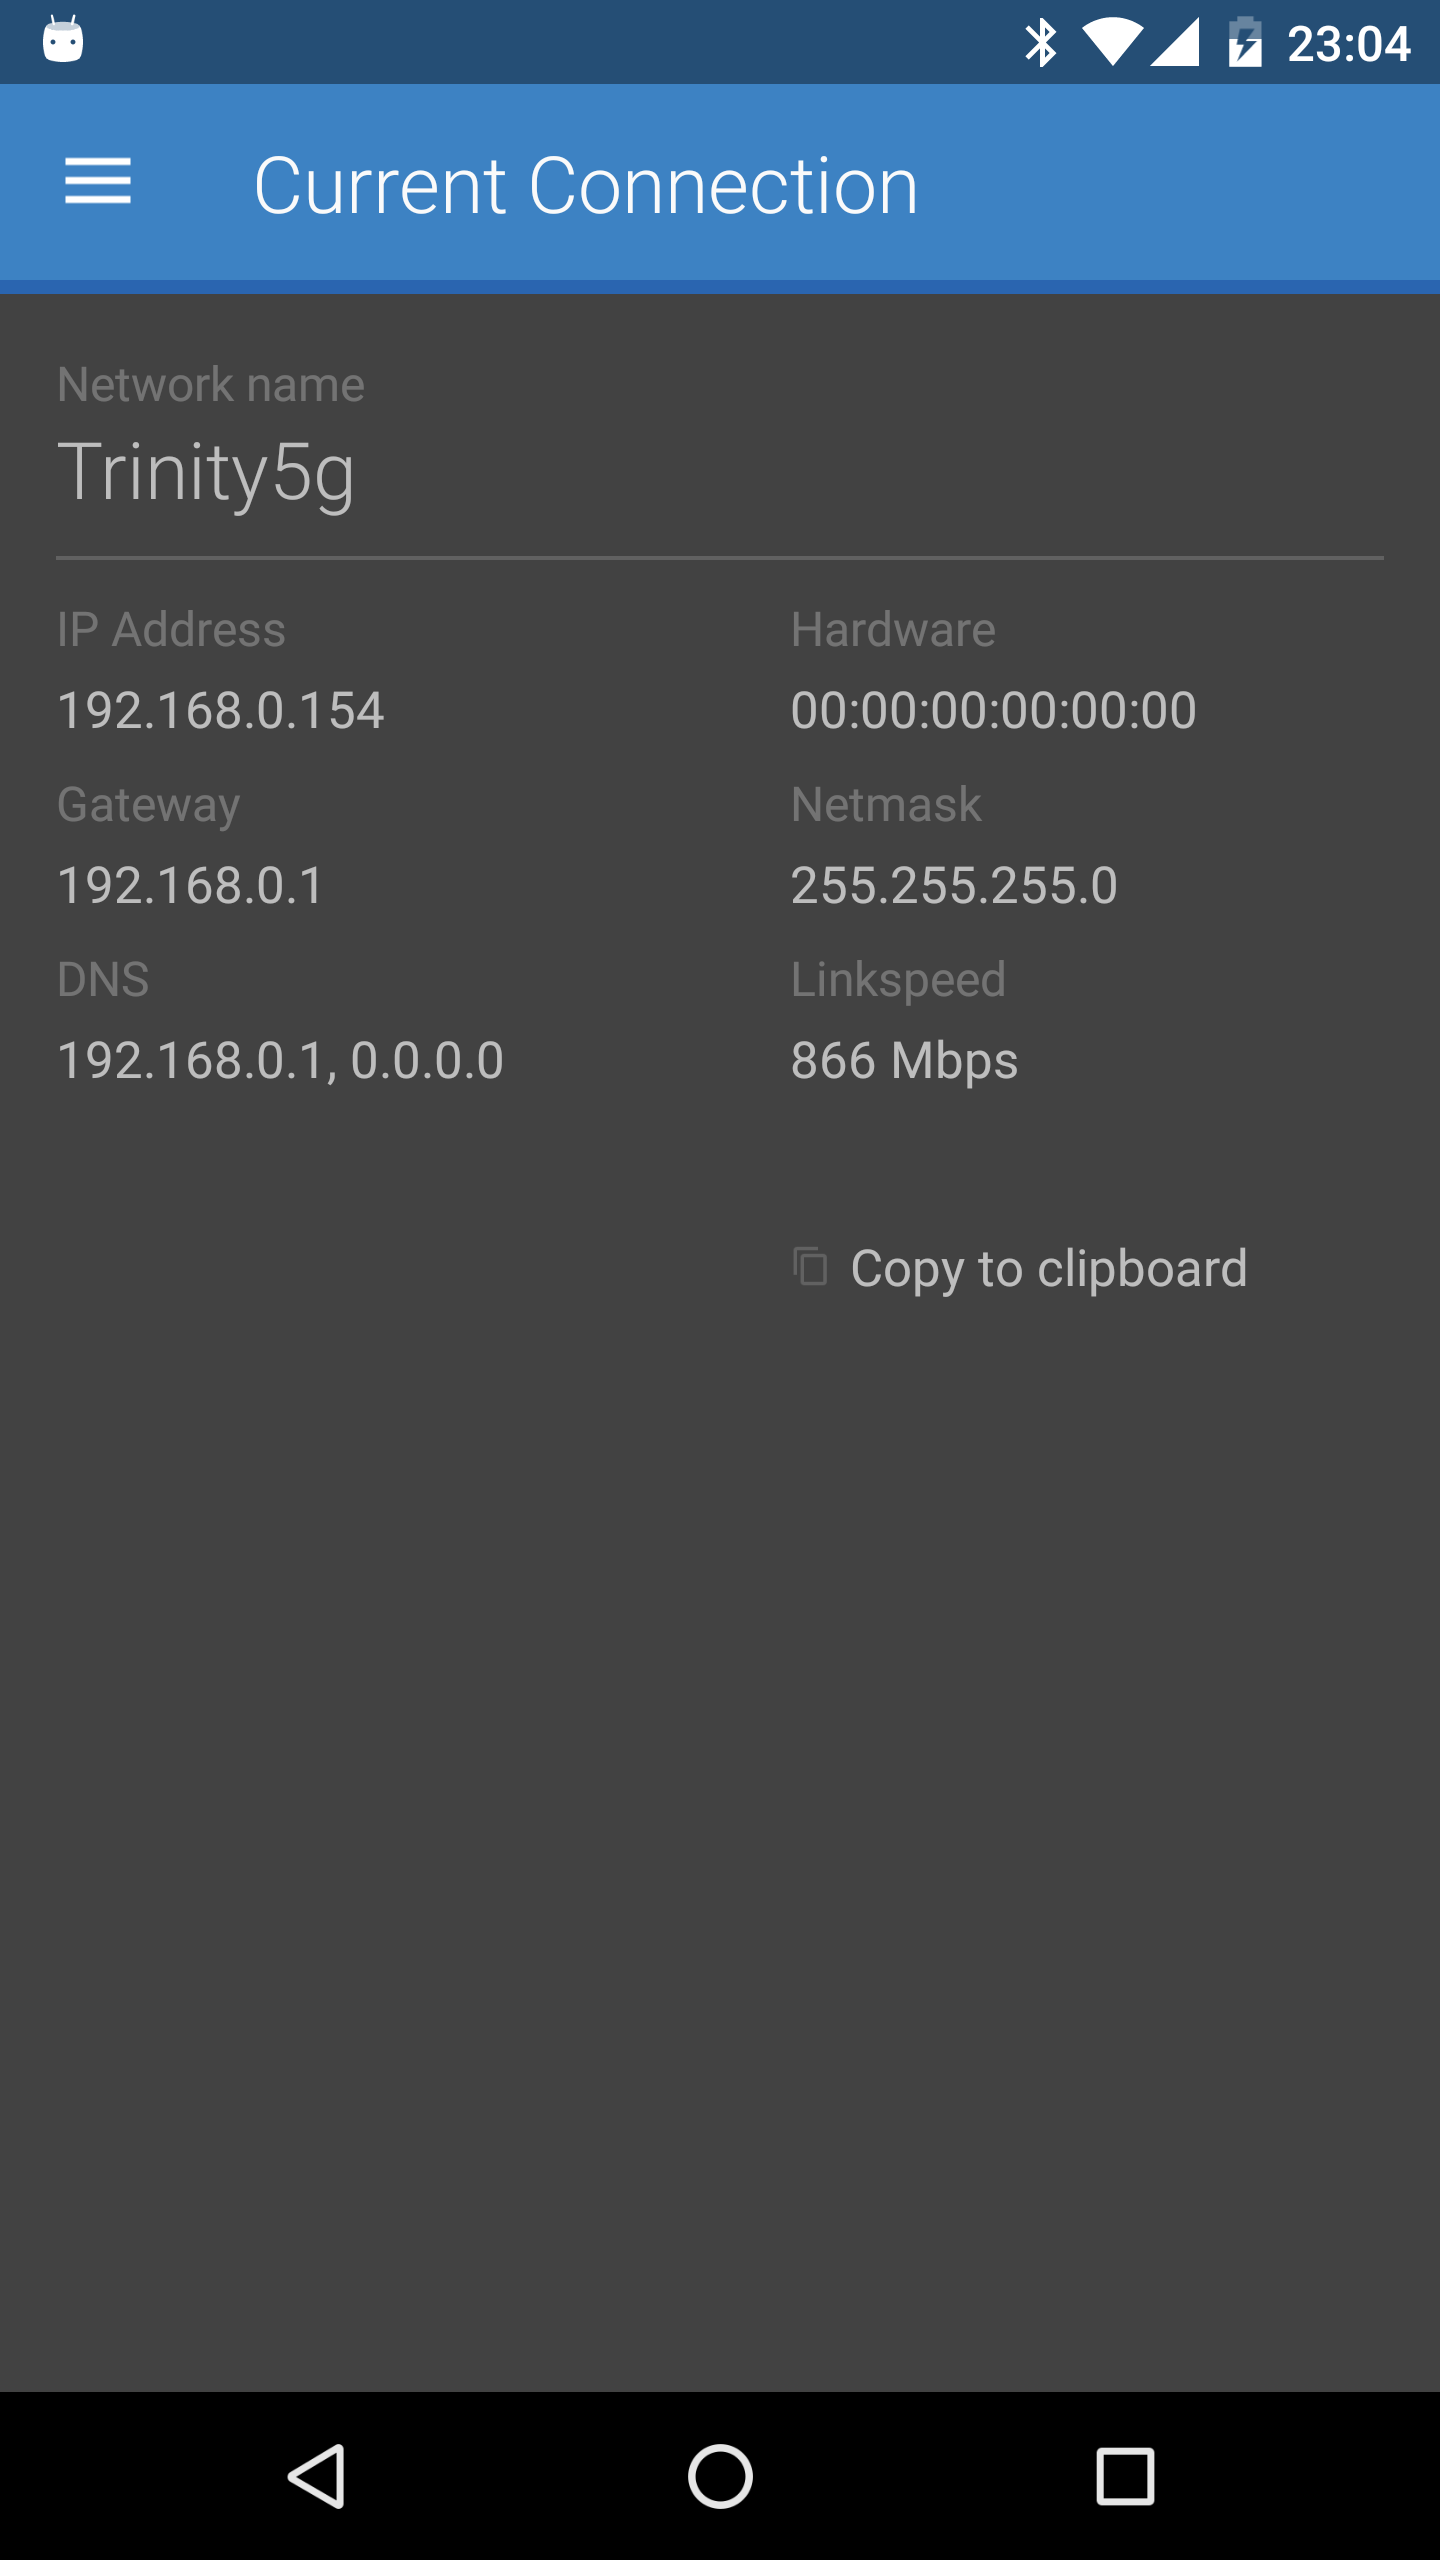 23:04
Current Connection
Network name
Trinity5g
IP Address
Hardware
192.168.0.154
00:00:00:00:00:00
Gateway
Netmask
192.168.0.1
255.255.255.0
DNS
Linkspeed
192.168.0.1, 0.0.0.0
866 Mbps
Copy to clipboard